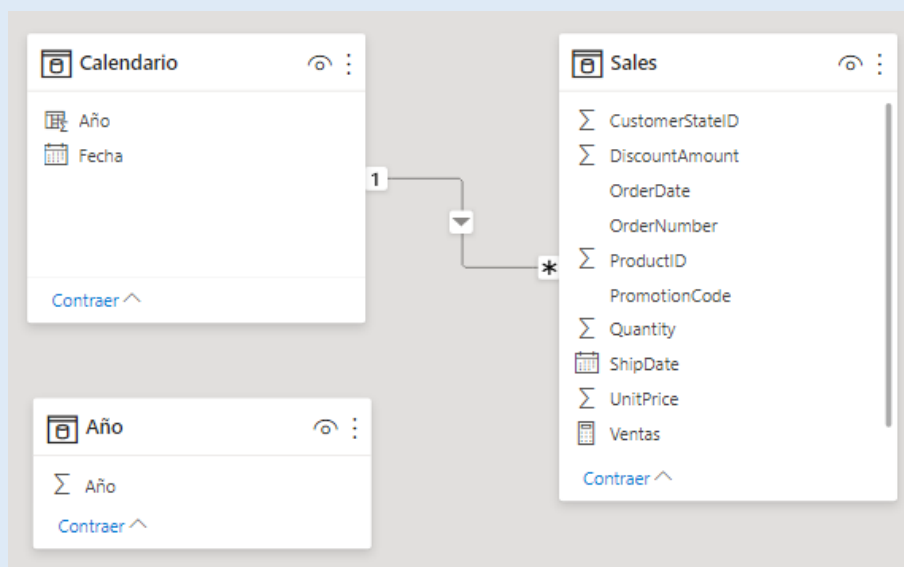 Calendario
Año
Fecha
Contraer
1
*
Sales
CustomerStateID
DiscountAmount
OrderDate
OrderNumber
ProductID
PromotionCode
Quantity
ShipDate
UnitPrice
Ventas
Contraer
Año
Año
Contraer